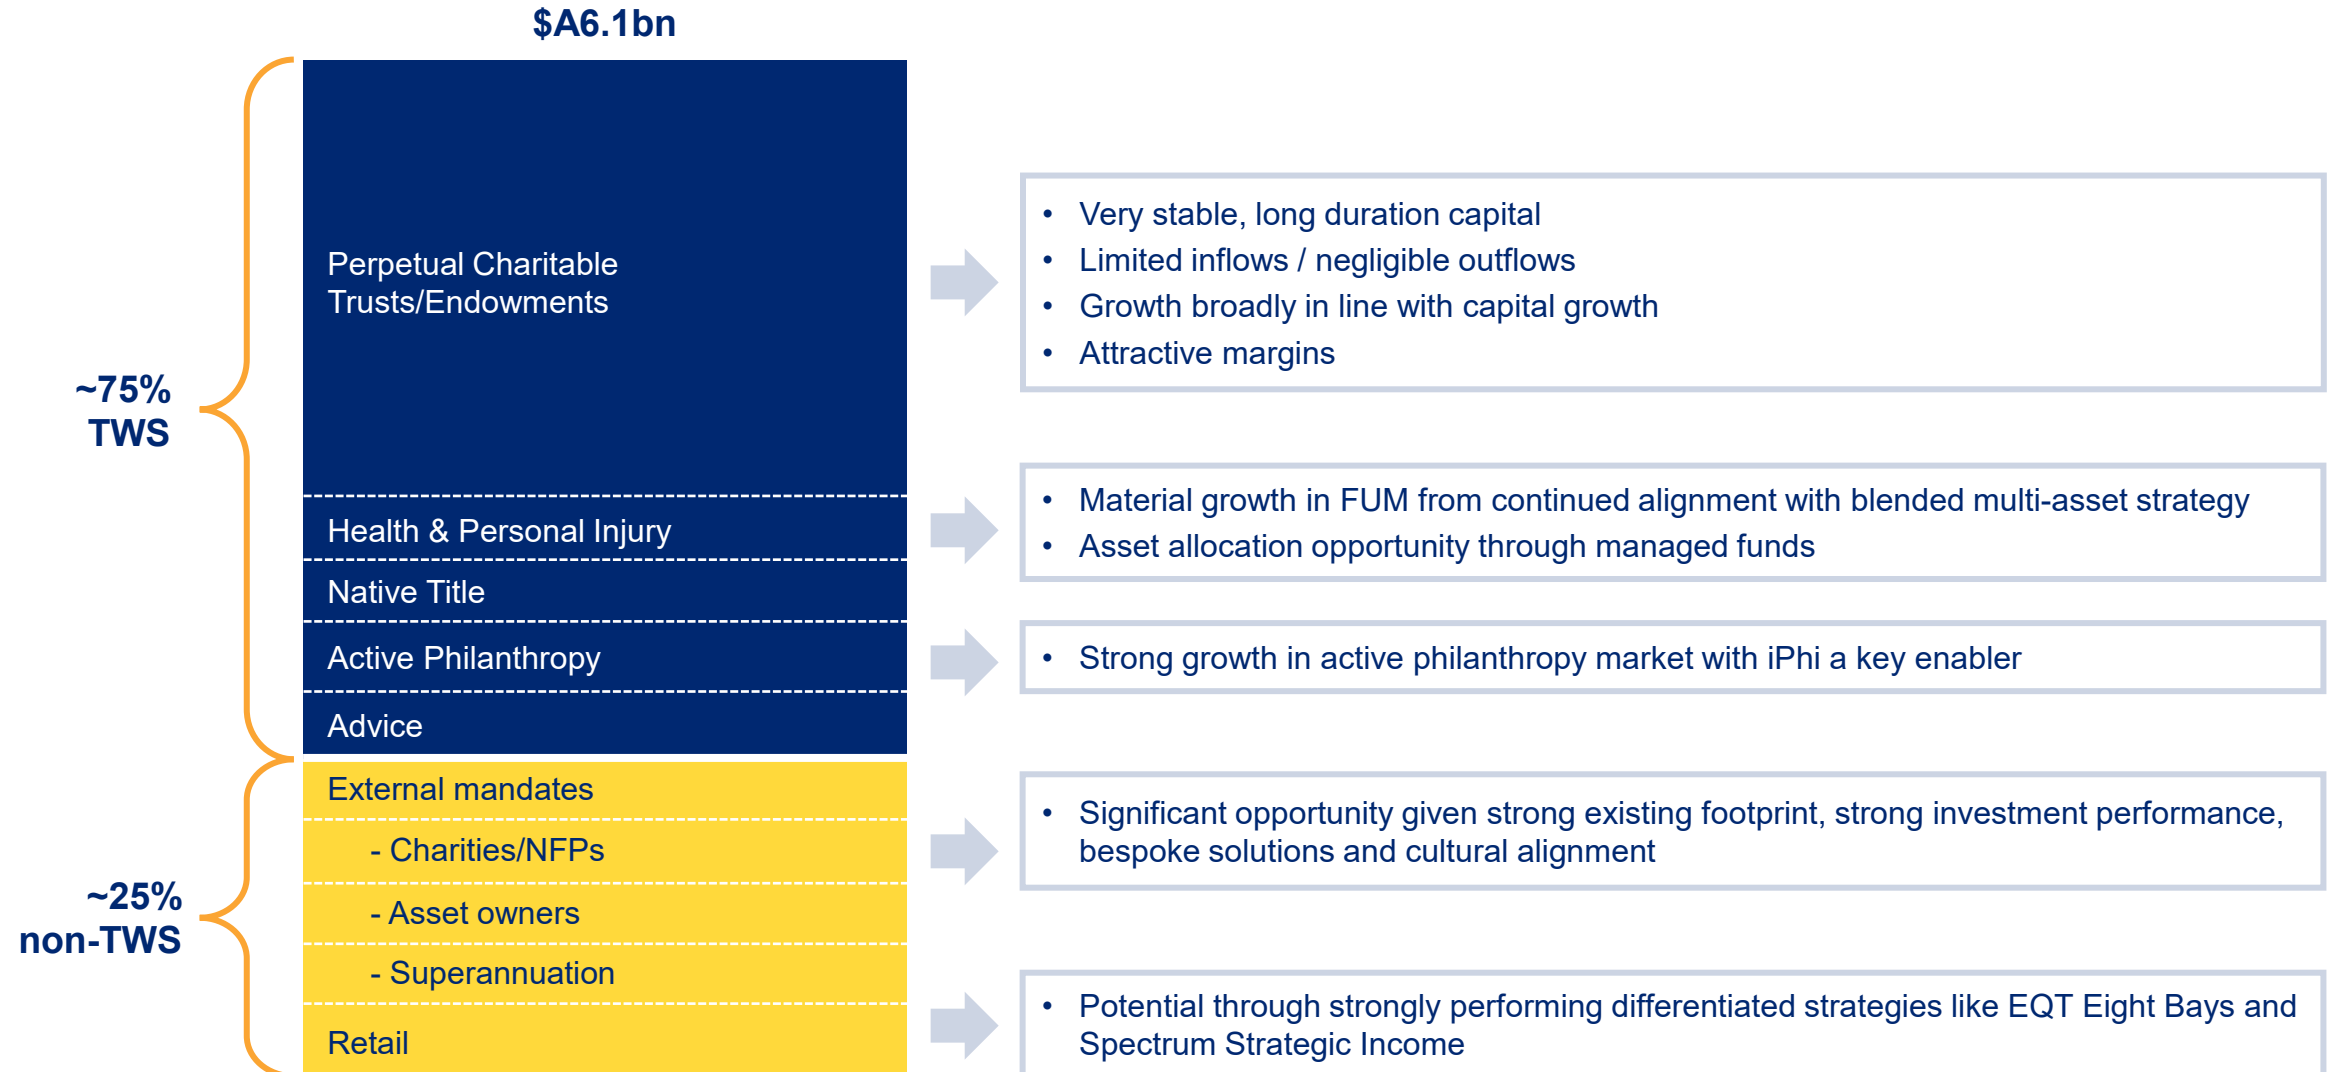 $A6.1bn
~75%
TWS
Perpetual Charitable
Trusts/Endowments
• Very stable, long duration capital
• Limited inflows / negligible outflows
• Growth broadly in line with capital growth
• Attractive margins
Health & Personal Injury
• Material growth in FUM from continued alignment with blended multi-asset strategy
• Asset allocation opportunity through managed funds
Native Title
Active Philanthropy
• Strong growth in active philanthropy market with iPhi a key enabler
Advice
~25%
non-TWS
External mandates
- Charities/NFPs
- Asset owners
- Superannuation
• Significant opportunity given strong existing footprint, strong investment performance,
bespoke solutions and cultural alignment
Retail
• Potential through strongly performing differentiated strategies like EQT Eight Bays and
Spectrum Strategic Income